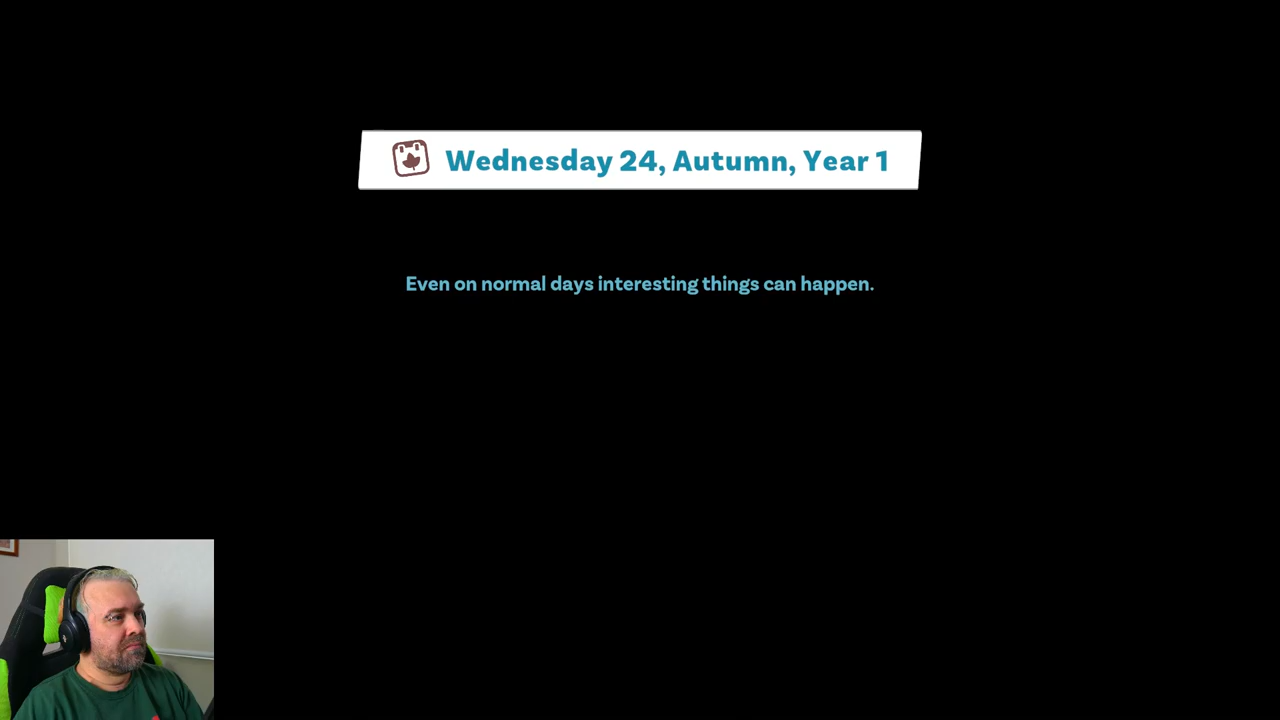 Wednesday 24, Autumn, Year 1
Even on normal days interesting things can happen.